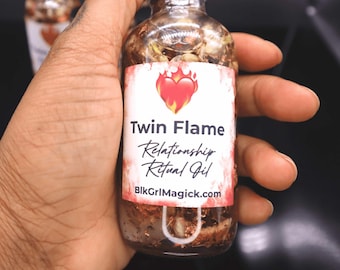 Twin Flame
Relationship
Ritual Oil
BlkGrlMagick.com